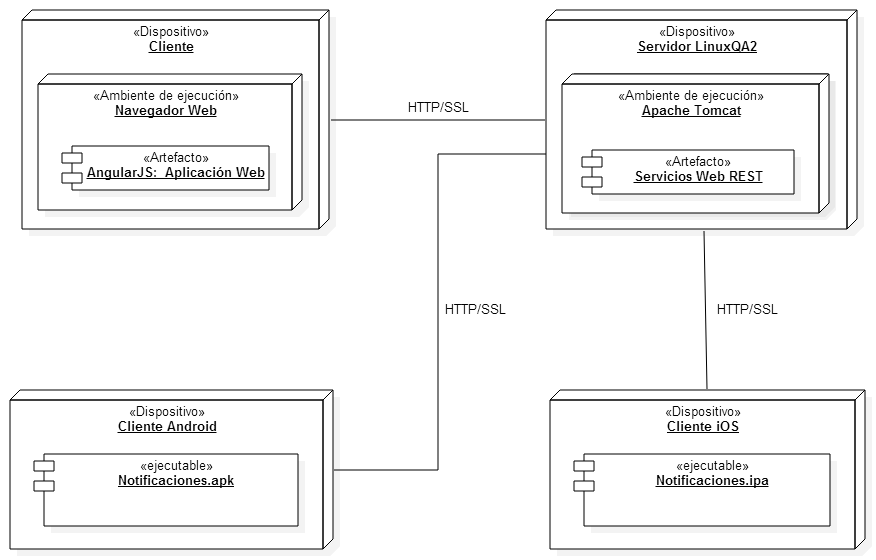 «Dispositivo»
Cliente
«Ambiente de ejecución»
Navegador Web
«Artefacto»
AngularJS:  Aplicación Web
HTTP/SSL
«Dispositivo»
Servidor LinuxQA2
«Ambiente de ejecución»
Apache Tomcat
«Artefacto»
Servicios Web REST
HTTP/SSL
HTTP/SSL
«Dispositivo»
Cliente Android
«ejecutable»
Notificaciones.apk
«Dispositivo»
Cliente iOS
«ejecutable»
Notificaciones.ipa